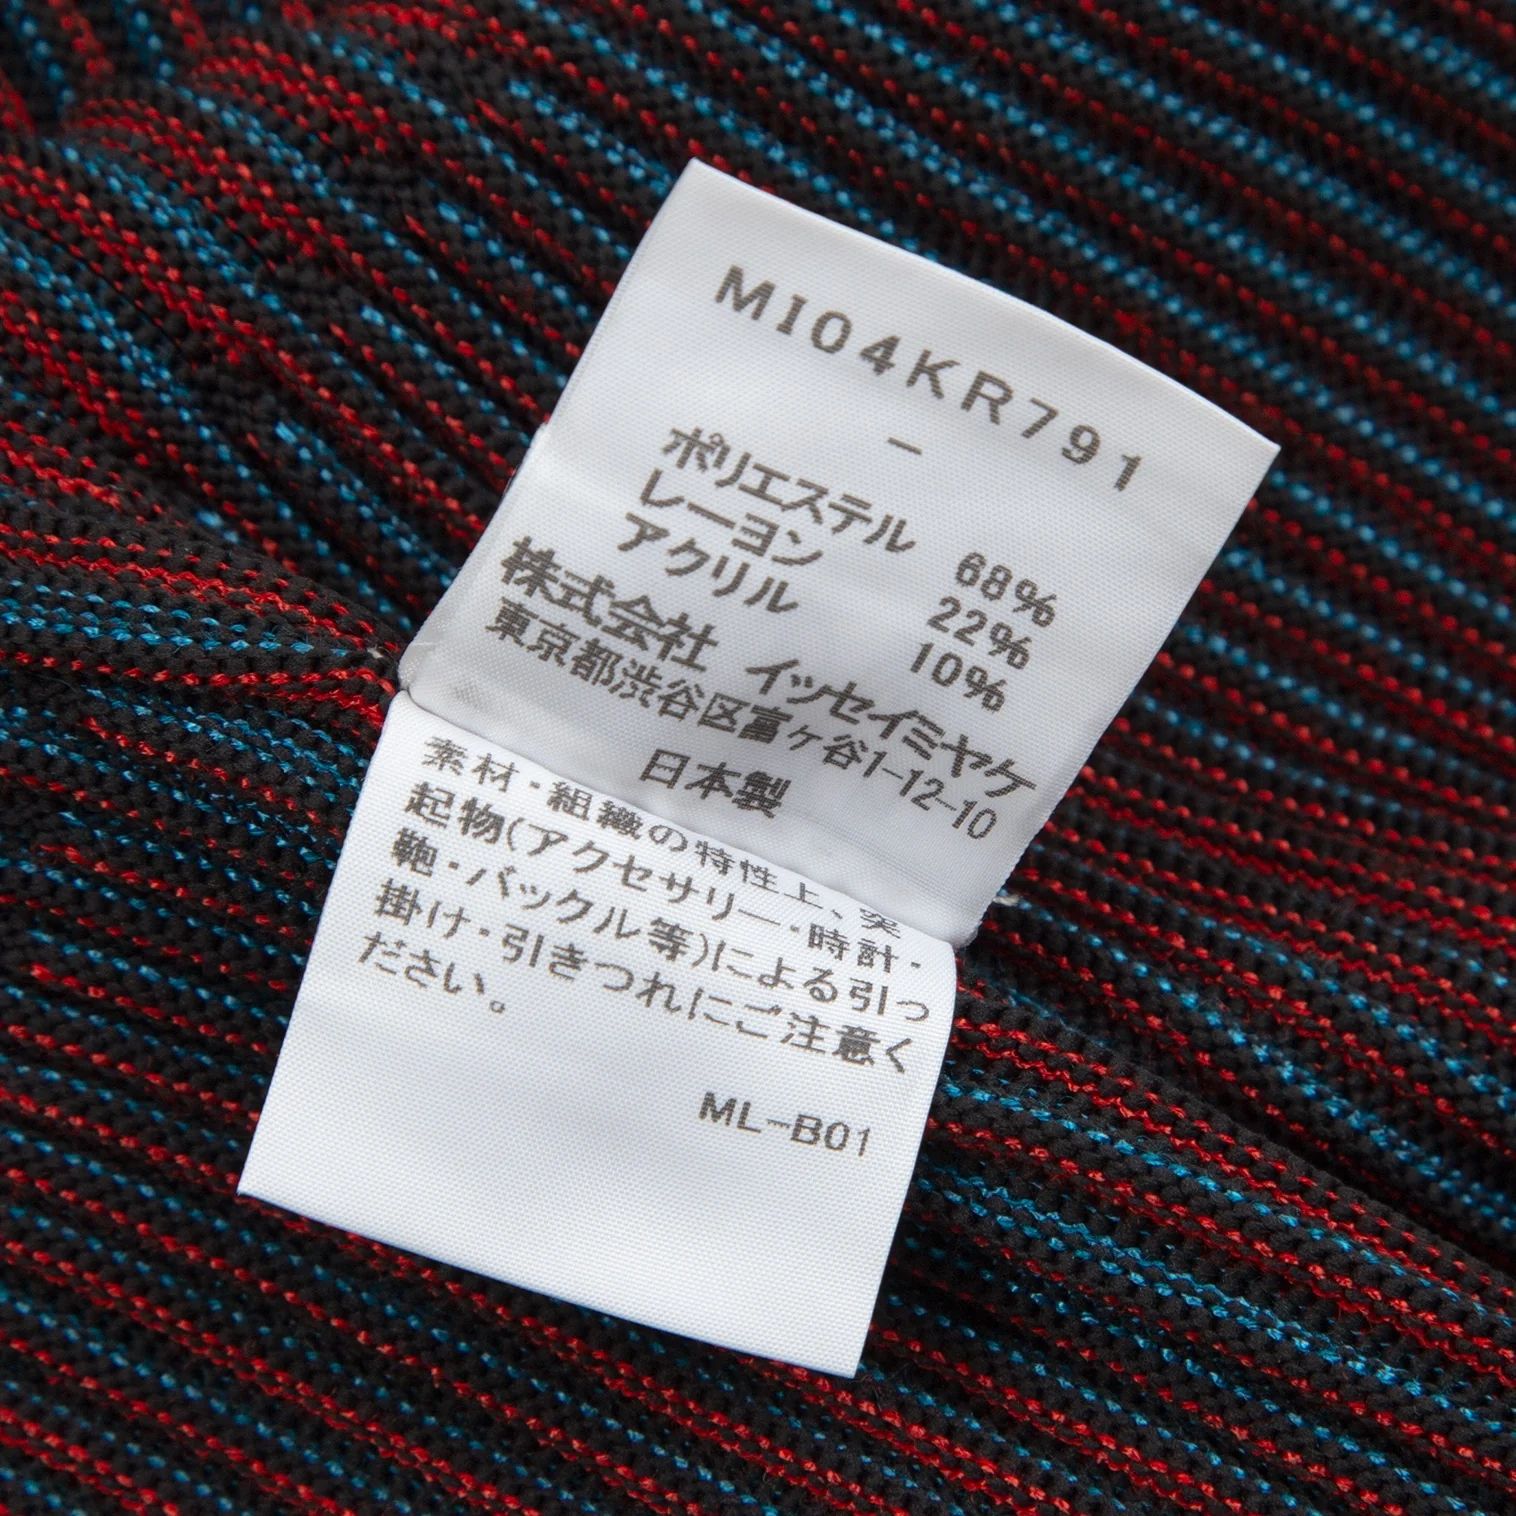 MI04KR791
-
ポリエステル 68%
レーヨン 22%
アクリル 10%
株式会社 イッセイミヤケ
東京都渋谷区富ヶ谷1-12-10
日本製
素材・組織の特性上、突
起物(アクセサリー・時計・
鞄・バックル等)による引っ
掛け・引きつれにご注意く
ださい。
ML-B01